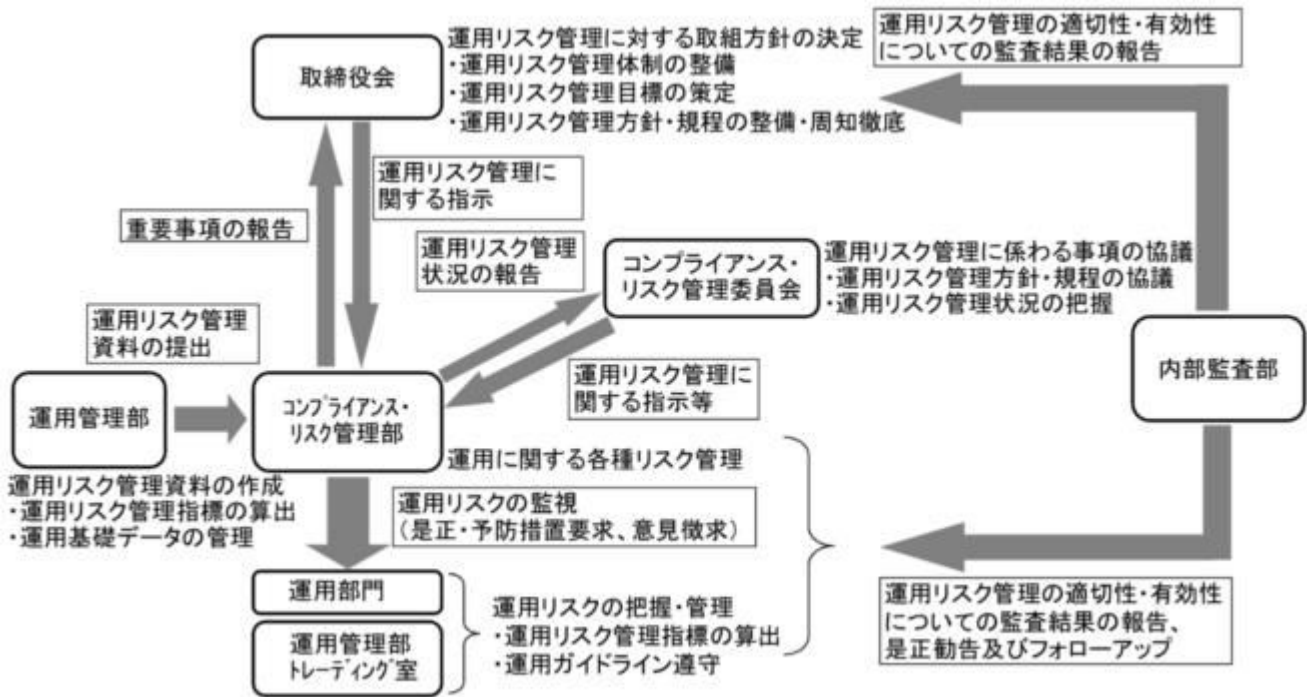 取締役会
運用リスク管理に対する取組方針の決定
・運用リスク管理体制の整備
・運用リスク管理目標の策定
・運用リスク管理方針・規程の整備・周知徹底
運用リスク管理の適切性・有効性
についての監査結果の報告
運用リスク管理に
関する指示
重要事項の報告
運用リスク管理
状況の報告
コンプライアンス・
リスク管理委員会
運用リスク管理に係わる事項の協議
・運用リスク管理方針・規程の協議
・運用リスク管理状況の把握
運用リスク管理
資料の提出
運用リスク管理に
関する指示等
内部監査部
運用管理部
コンプライアンス・
リスク管理部
運用に関する各種リスク管理
運用リスク管理資料の作成
・運用リスク管理指標の算出
・運用基礎データの管理
運用リスクの監視
（是正・予防措置要求、意見徴求）
運用部門
運用管理部
トレーディング室
運用リスクの把握・管理
・運用リスク管理指標の算出
・運用ガイドライン遵守
運用リスク管理の適切性・有効性
についての監査結果の報告、
是正勧告及びフォローアップ